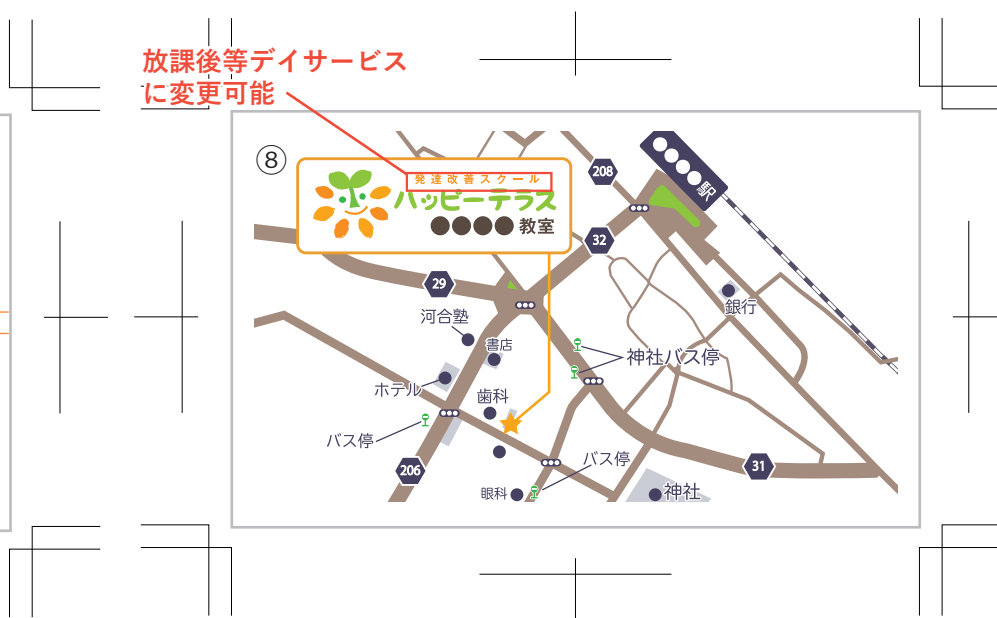 放課後等デイサービス
に変更可能
⑧
発達改善スクール
ハッピーテラス
●●●●教室
●●●●駅
208
32
29
銀行
河合塾
書店
神社バス停
ホテル
歯科
バス停
206
バス停
31
眼科
神社